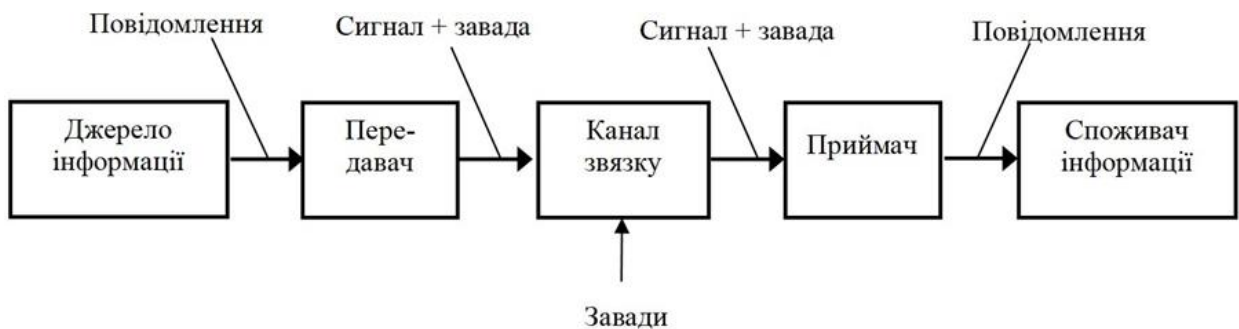 Повідомлення
Сигнал + завада
Сигнал + завада
Повідомлення
Джерело
інформації
Пере-
давач
Канал
звязку
Приймач
Споживач
інформації
Завади